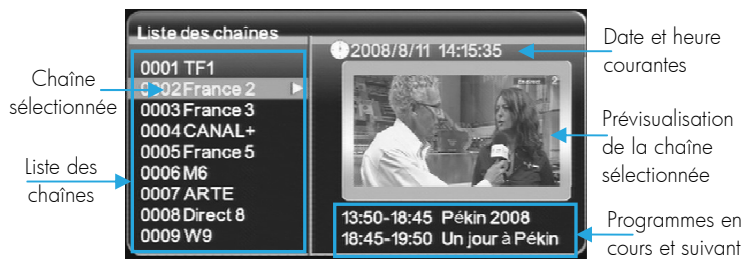 Liste des chaînes
2008/8/11 14:15:35
Date et heure
courantes
0001 TF1
0002 France 2
0003 France 3
0004 CANAL+
0005 France 5
0006 M6
0007 ARTE
0008 Direct 8
0009 W9
Chaîne
sélectionnée
Liste des
chaînes
2
Prévisualisation
de la chaîne
sélectionnée
13:50-18:45 Pékin 2008
18:45-19:50 Un jour à Pékin
Programmes en
cours et suivant